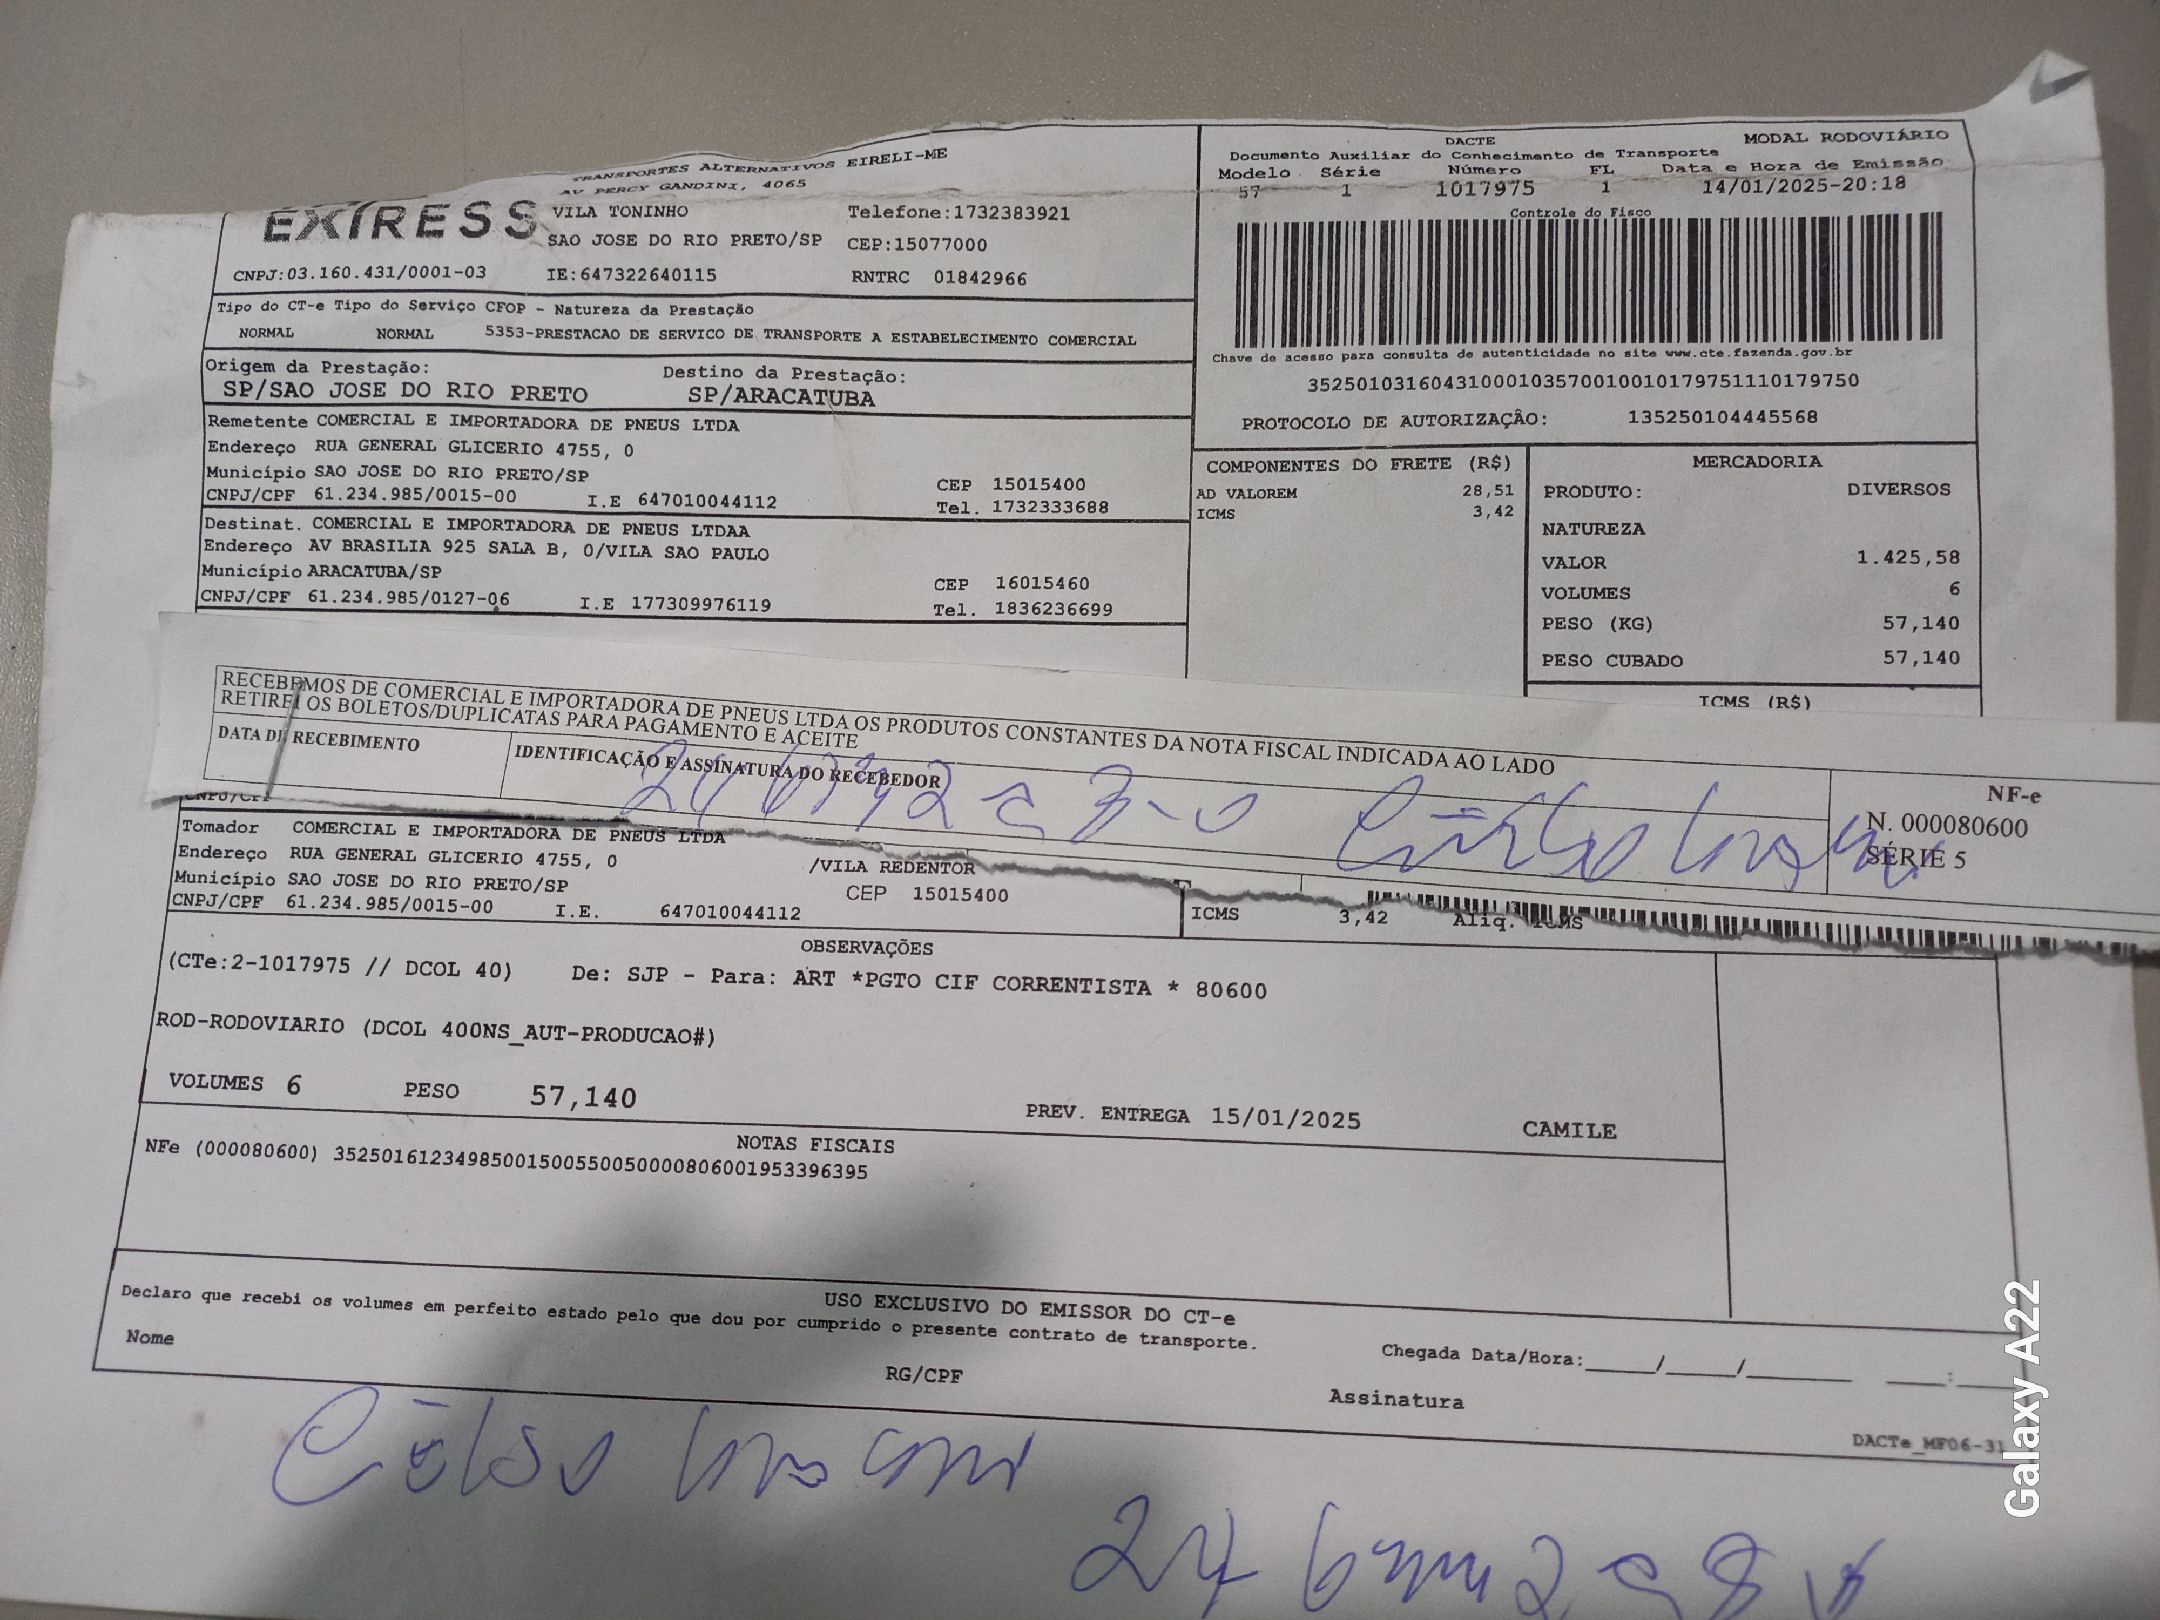 TRANSPORTES ALTERNATIVOS EIRELI-ME
AV PERCY GANDINI, 4065
EXPRESS VILA TONINHO Telefone:1732383921
SAO JOSE DO RIO PRETO/SP CEP:15077000
CNPJ:03.160.431/0001-03 IE:647322640115 RNTRC 01842966
Tipo do CT-e Tipo do Serviço CFOP - Natureza da Prestação
NORMAL NORMAL 5353-PRESTACAO DE SERVICO DE TRANSPORTE A ESTABELECIMENTO COMERCIAL
Origem da Prestação: Destino da Prestação:
SP/SAO JOSE DO RIO PRETO SP/ARACATUBA
Remetente COMERCIAL E IMPORTADORA DE PNEUS LTDA
Endereço RUA GENERAL GLICERIO 4755, 0
Município SAO JOSE DO RIO PRETO/SP CEP 15015400
CNPJ/CPF 61.234.985/0015-00 I.E 647010044112 Tel. 1732333688
Destinat. COMERCIAL E IMPORTADORA DE PNEUS LTDAA
Endereço AV BRASILIA 925 SALA B, 0/VILA SAO PAULO
Município ARACATUBA/SP CEP 16015460
CNPJ/CPF 61.234.985/0127-06 I.E 177309976119 Tel. 1836236699
DACTE MODAL RODOVIÁRIO
Documento Auxiliar do Conhecimento de Transporte
Modelo Série Número FL Data e Hora de Emissão
57 1 1017975 1 14/01/2025-20:18
Controle do Fisco
Chave de acesso para consulta de autenticidade no site www.cte.fazenda.gov.br
35250103160431000103570010010179751110179750
PROTOCOLO DE AUTORIZAÇÃO: 135250104445568
COMPONENTES DO FRETE (R$)
AD VALOREM 28,51
ICMS 3,42
MERCADORIA
PRODUTO: DIVERSOS
NATUREZA
VALOR 1.425,58
VOLUMES 6
PESO (KG) 57,140
PESO CUBADO 57,140
ICMS (R$)
RECEBEMOS DE COMERCIAL E IMPORTADORA DE PNEUS LTDA OS PRODUTOS CONSTANTES DA NOTA FISCAL INDICADA AO LADO
RETIREI OS BOLETOS/DUPLICATAS PARA PAGAMENTO E ACEITE
DATA DE RECEBIMENTO IDENTIFICAÇÃO E ASSINATURA DO RECEBEDOR
NF-e
N. 000080600
SÉRIE 5
CNPJ/CPF
Tomador COMERCIAL E IMPORTADORA DE PNEUS LTDA
Endereço RUA GENERAL GLICERIO 4755, 0 /VILA REDENTOR
Município SAO JOSE DO RIO PRETO/SP CEP 15015400
CNPJ/CPF 61.234.985/0015-00 I.E. 647010044112
ICMS 3,42 Aliq. ICMS
OBSERVAÇÕES
(CTe:2-1017975 // DCOL 40) De: SJP - Para: ART *PGTO CIF CORRENTISTA * 80600
ROD-RODOVIARIO (DCOL 400NS_AUT-PRODUCAO#)
VOLUMES 6 PESO 57,140 PREV. ENTREGA 15/01/2025 CAMILE
NOTAS FISCAIS
NFe (000080600) 35250161234985001500550050000806001953396395
USO EXCLUSIVO DO EMISSOR DO CT-e
Declaro que recebi os volumes em perfeito estado pelo que dou por cumprido o presente contrato de transporte.
Nome RG/CPF Assinatura
Chegada Data/Hora:_____/_____/_______ ___:____
DACTe_MF06-31
Galaxy A22